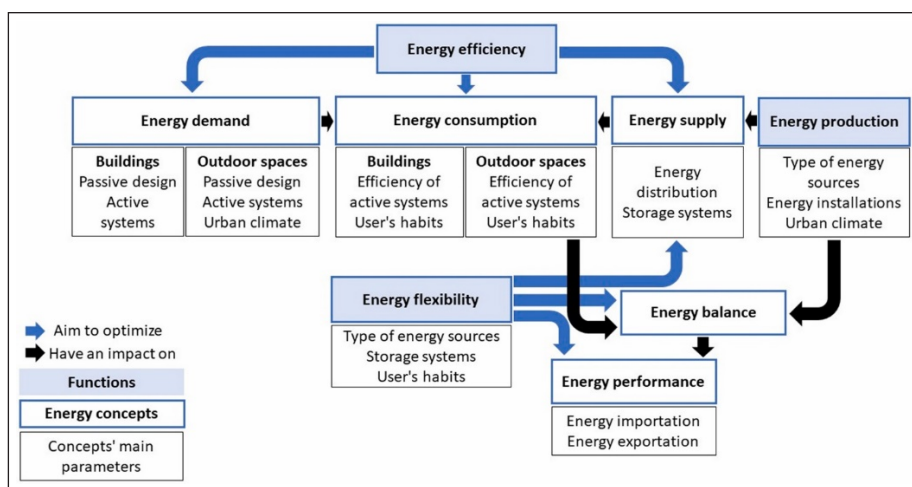 Energy efficiency
Energy demand
Energy consumption
Energy supply
Energy production
Buildings
Passive design
Active
systems
Outdoor spaces
Passive design
Active systems
Urban climate
Buildings
Efficiency of
active systems
User's habits
Outdoor spaces
Efficiency of
active systems
User's habits
Energy
distribution
Storage systems
Type of energy
sources
Energy installations
Urban climate
Energy flexibility
Type of energy sources
Storage systems
User's habits
Energy balance
Energy performance
Energy importation
Energy exportation
Aim to optimize
Have an impact on
Functions
Energy concepts
Concepts' main
parameters